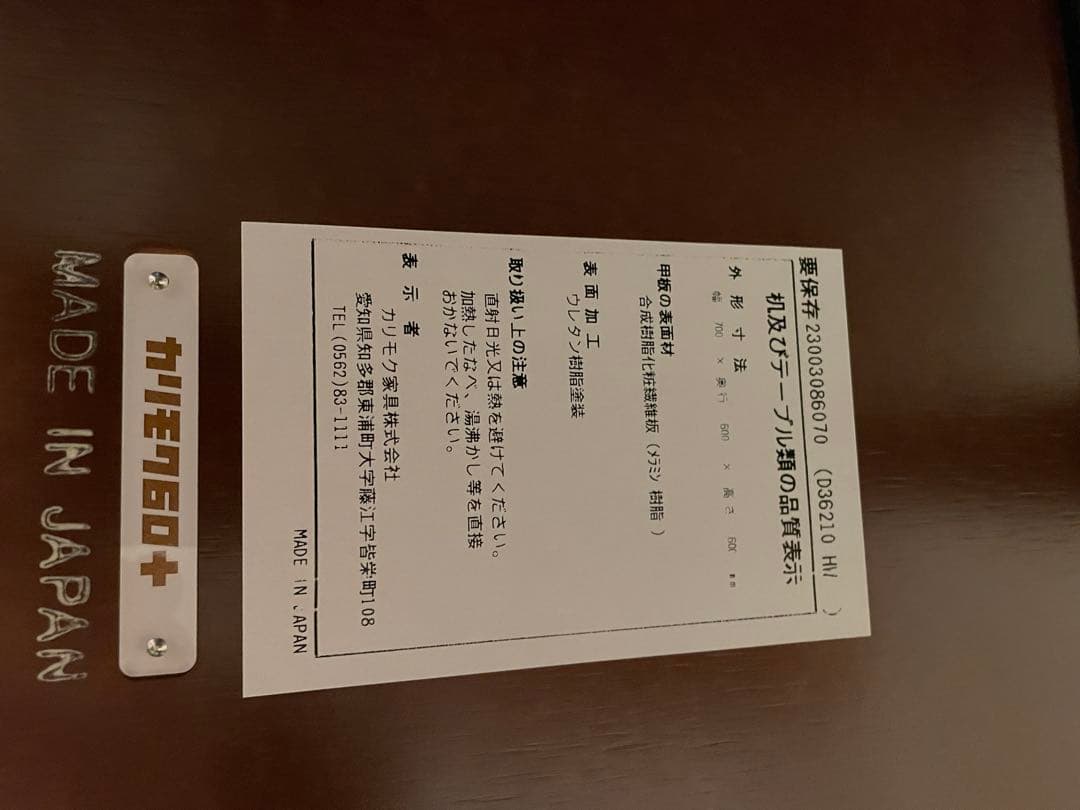 要保存 23003086070 (D36210 HW )
机及びテーブル類の品質表示
外形寸法
幅 700 × 奥行 600 × 高さ 600 mm
甲板の表面材
合成樹脂化粧繊維板(メラミン 樹脂 )
表面加工
ウレタン樹脂塗装
取り扱い上の注意
直射日光又は熱を避けてください。
加熱したなべ、湯沸かし等を直接
おかないでください。
表示者
カリモク家具株式会社
愛知県知多郡東浦町大字藤江字皆栄町108
TEL(0562)83-1111
MADE IN JAPAN
カリモク60+
MADE IN JAPAN